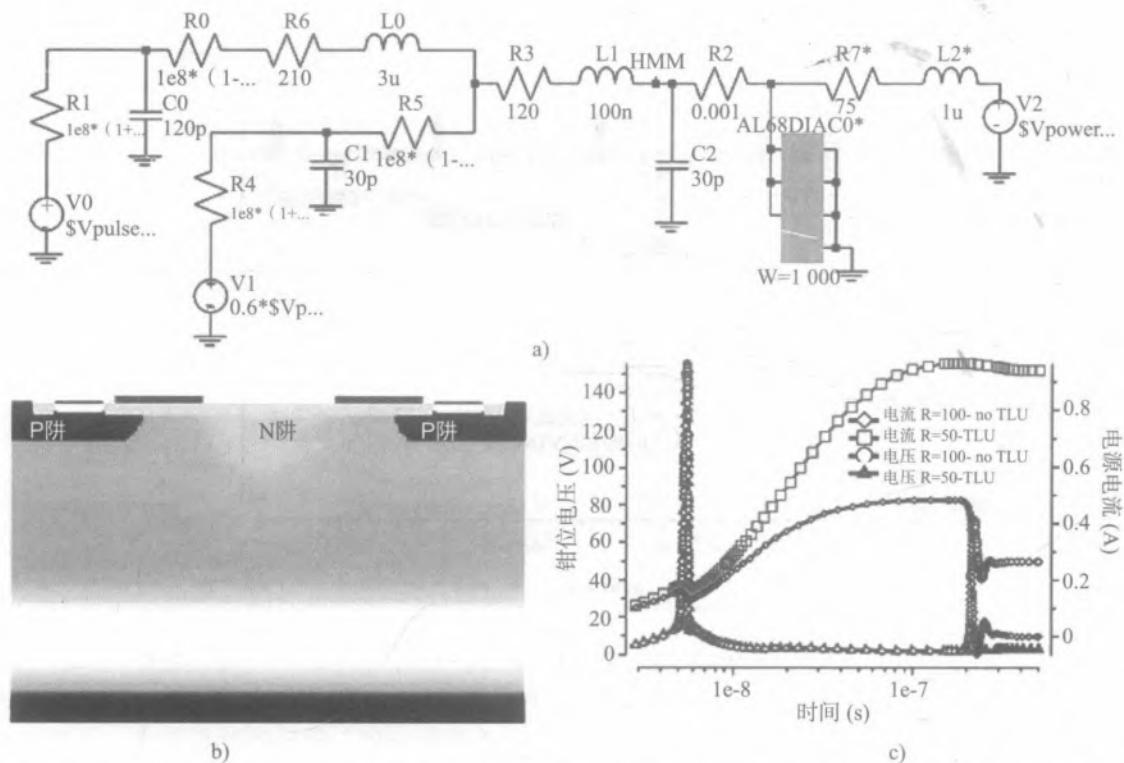 R0
R6
L0
1e8* (1-...
210
3u
R1
1e8* (1+...
C0
120p
V0
$Vpulse...
R5
1e8* (1-...
C1
30p
R4
1e8* (1+...
V1
0.6*$Vp...
R3
120
L1
100n
HMM
R2
0.001
C2
30p
R7*
75
L2*
1u
V2
$Vpower...
AL68DIAC0*
W=1 000
a)
P阱
N阱
P阱
b)
钳位电压 (V)
140
120
100
80
60
40
20
0
电流 R=100- no TLU
电流 R=50-TLU
电压 R=100- no TLU
电压 R=50-TLU
0.8
0.6
0.4
0.2
0
电源电流 (A)
1e-8
1e-7
时间 (s)
c)